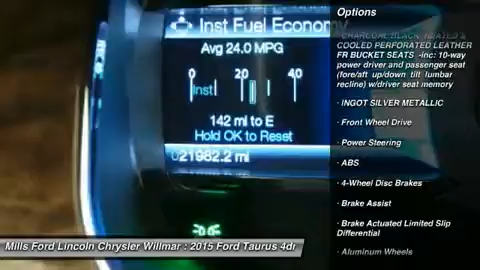 Inst Fuel Economy
Avg 24.0 MPG
0 20 40
Inst
142 mi to E
Hold OK to Reset
021982.2 mi
Mills Ford Lincoln Chrysler Willmar : 2015 Ford Taurus 4dr
Options
· CHARCOAL BLACK, HEATED &
COOLED PERFORATED LEATHER
FR BUCKET SEATS -inc: 10-way
power driver and passenger seat
(fore/aft up/down tilt lumbar
recline) w/driver seat memory
· INGOT SILVER METALLIC
· Front Wheel Drive
· Power Steering
· ABS
· 4-Wheel Disc Brakes
· Brake Assist
· Brake Actuated Limited Slip
Differential
· Aluminum Wheels